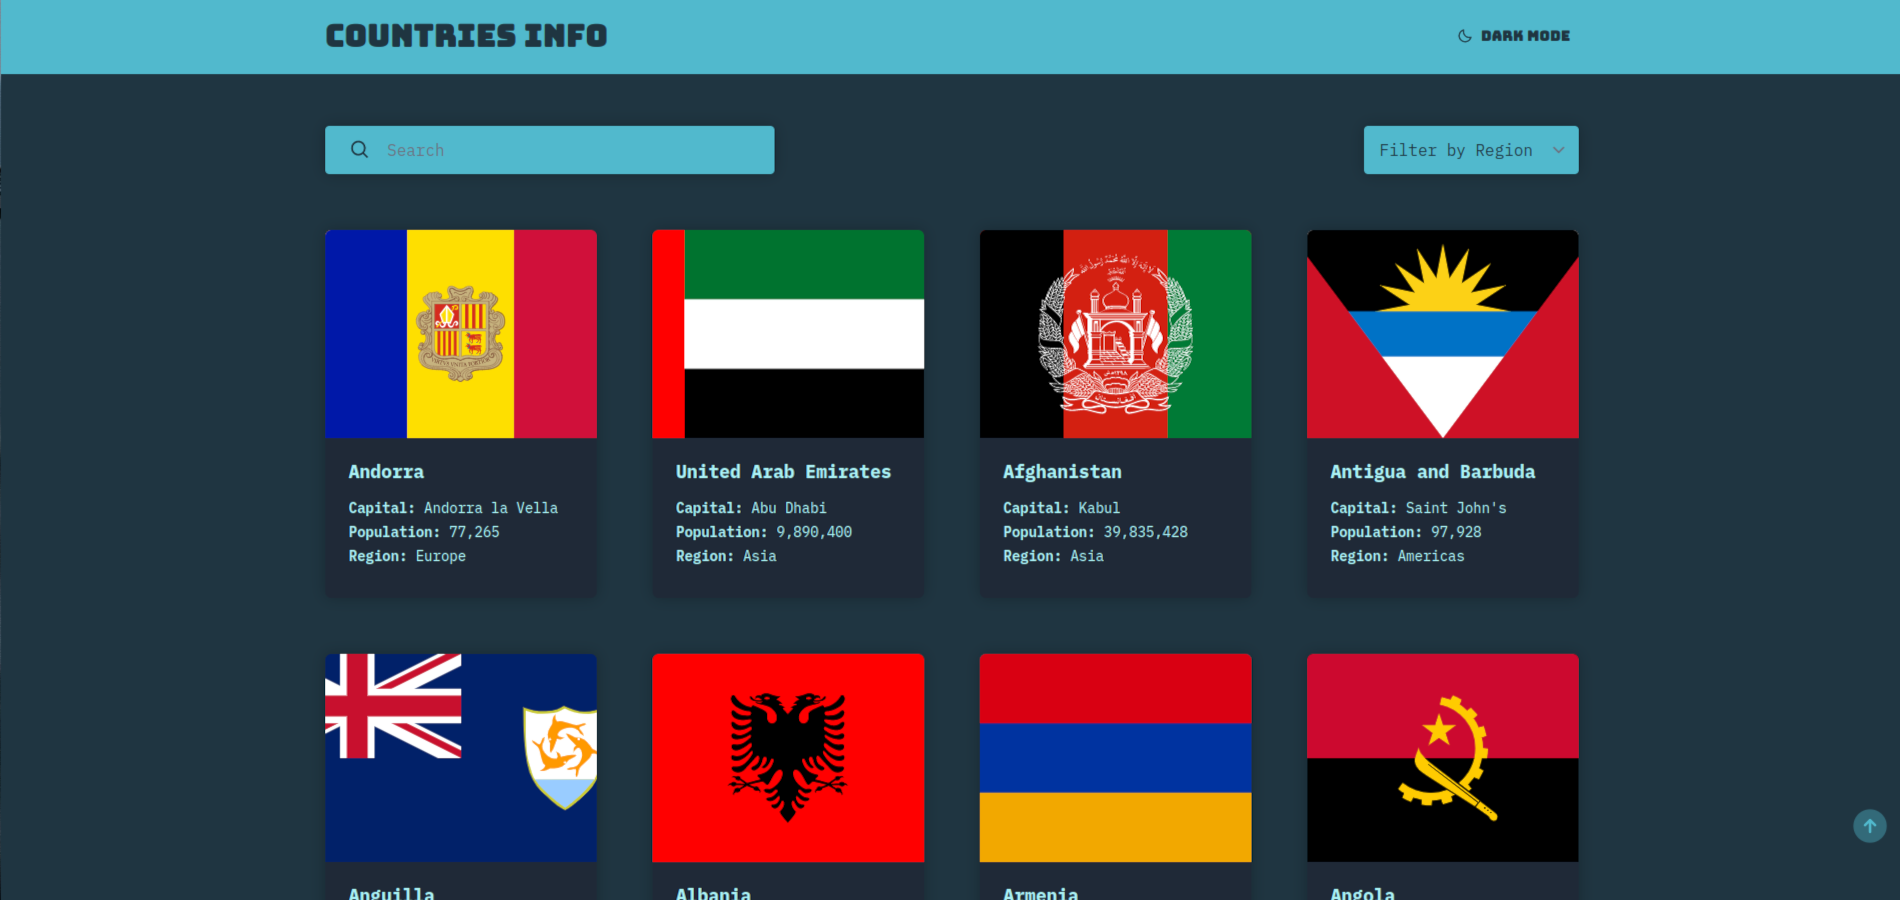 COUNTRIES INFO
DARK MODE
Search
Filter by Region
Andorra
Capital: Andorra la Vella
Population: 77,265
Region: Europe
United Arab Emirates
Capital: Abu Dhabi
Population: 9,890,400
Region: Asia
Afghanistan
Capital: Kabul
Population: 39,835,428
Region: Asia
Antigua and Barbuda
Capital: Saint John's
Population: 97,928
Region: Americas
Anguilla
Albania
Armenia
Angola